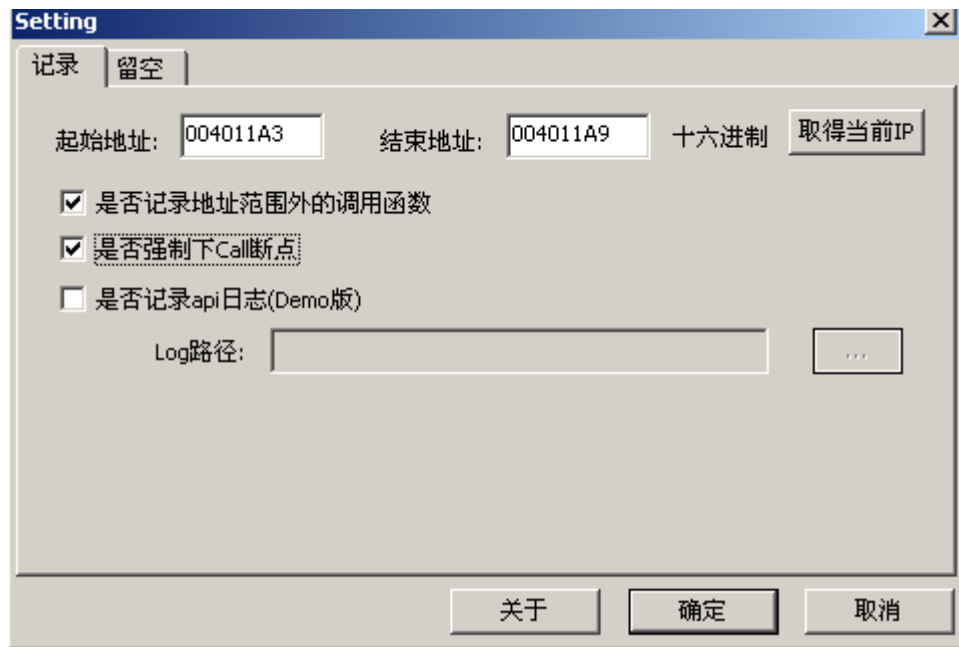 Setting
记录 留空
起始地址: 004011A3 结束地址: 004011A9 十六进制 取得当前IP
是否记录地址范围外的调用函数
是否强制下Call断点
是否记录api日志(Demo版)
Log路径: ...
关于 确定 取消